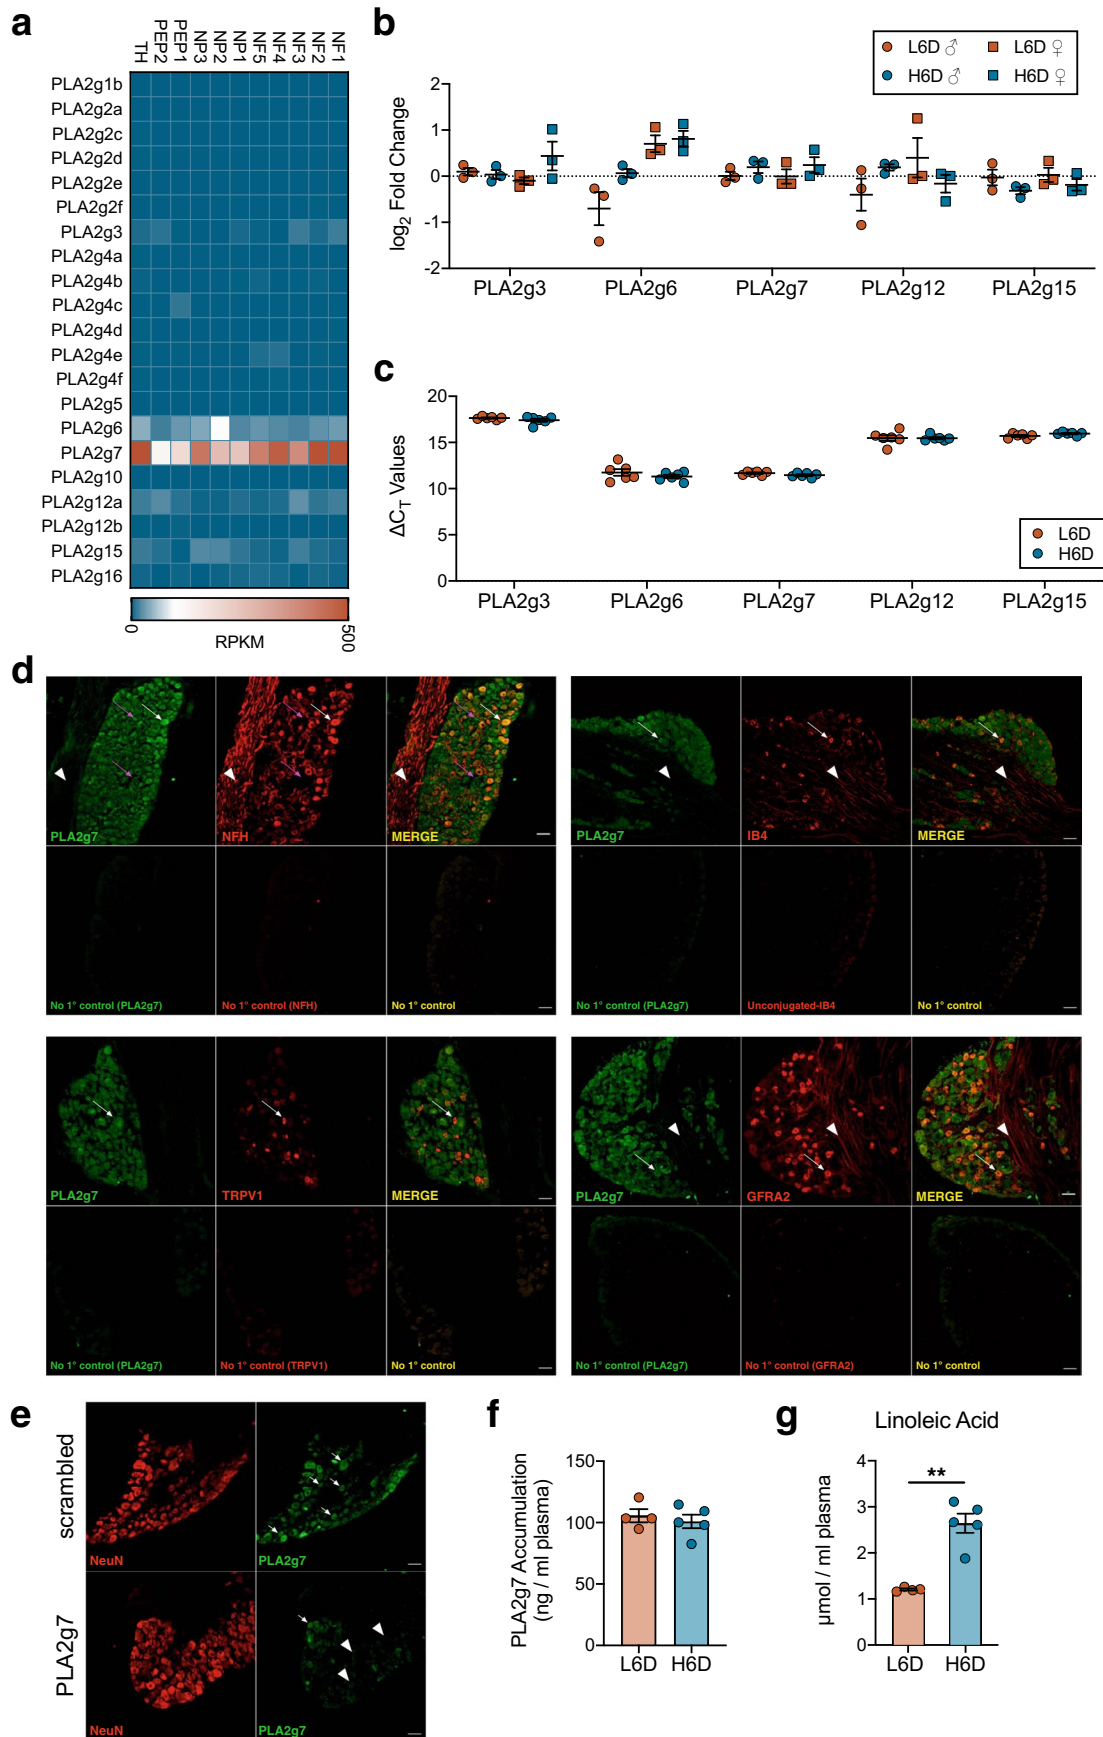 a
TH PEP2 PEP1 NP3 NP2 NP1 NF5 NF4 NF3 NF2 NF1
PLA2g1b
PLA2g2a
PLA2g2c
PLA2g2d
PLA2g2e
PLA2g2f
PLA2g3
PLA2g4a
PLA2g4b
PLA2g4c
PLA2g4d
PLA2g4e
PLA2g4f
PLA2g5
PLA2g6
PLA2g7
PLA2g10
PLA2g12a
PLA2g12b
PLA2g15
PLA2g16
0 500
RPKM
b
L6D ♂ L6D ♀
H6D ♂ H6D ♀
log2 Fold Change
2
1
0
-1
-2
PLA2g3 PLA2g6 PLA2g7 PLA2g12 PLA2g15
c
ΔCT Values
20
15
10
5
0
L6D
H6D
PLA2g3 PLA2g6 PLA2g7 PLA2g12 PLA2g15
d
PLA2g7 NFH MERGE
No 1° control (PLA2g7) No 1° control (NFH) No 1° control
PLA2g7 IB4 MERGE
No 1° control (PLA2g7) Unconjugated-IB4 No 1° control
PLA2g7 TRPV1 MERGE
No 1° control (PLA2g7) No 1° control (TRPV1) No 1° control
PLA2g7 GFRA2 MERGE
No 1° control (PLA2g7) No 1° control (GFRA2) No 1° control
e
scrambled
NeuN PLA2g7
PLA2g7
NeuN PLA2g7
f
PLA2g7 Accumulation
(ng / ml plasma)
150
100
50
0
L6D H6D
g
Linoleic Acid
µmol / ml plasma
4
3
2
1
0
**
L6D H6D